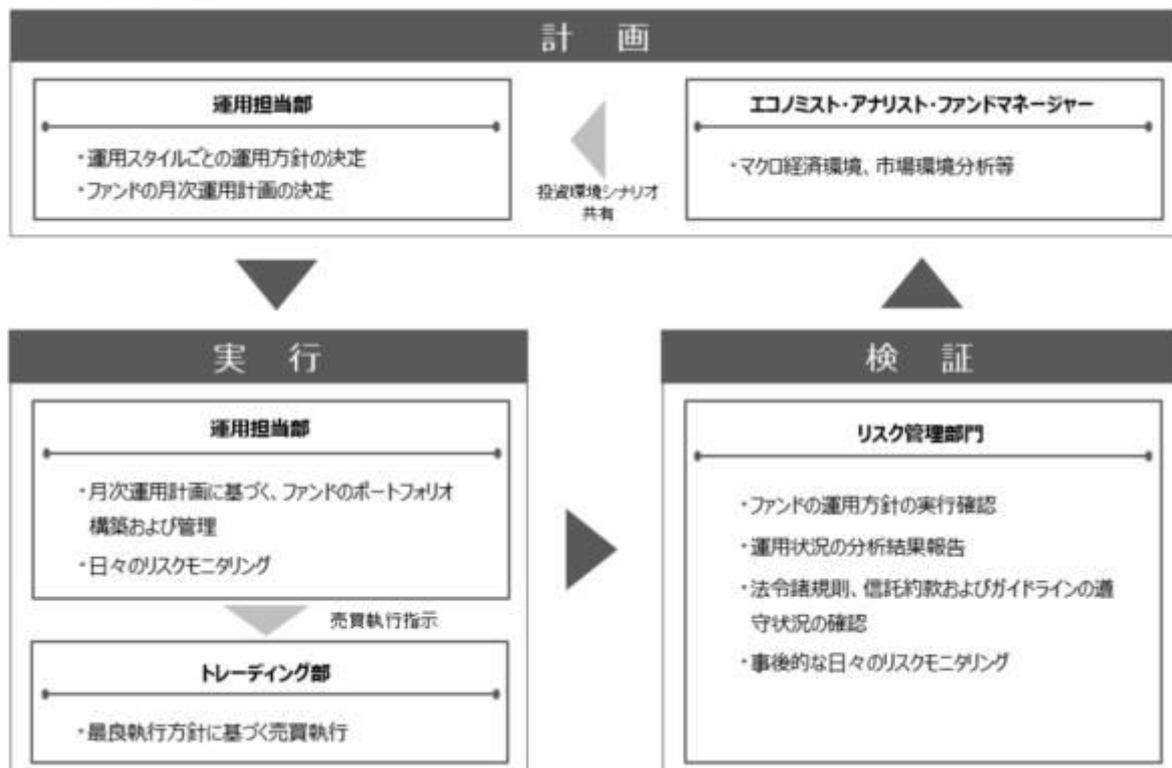 計 画
運用担当部
・運用スタイルごとの運用方針の決定
・ファンドの月次運用計画の決定
投資環境シナリオ
共有
エコノミスト・アナリスト・ファンドマネージャー
・マクロ経済環境、市場環境分析等
実 行
運用担当部
・月次運用計画に基づく、ファンドのポートフォリオ
構築および管理
・日々のリスクモニタリング
売買執行指示
トレーディング部
・最良執行方針に基づく売買執行
検 証
リスク管理部門
・ファンドの運用方針の実行確認
・運用状況の分析結果報告
・法令諸規則、信託約款およびガイドラインの遵
守状況の確認
・事後的な日々のリスクモニタリング